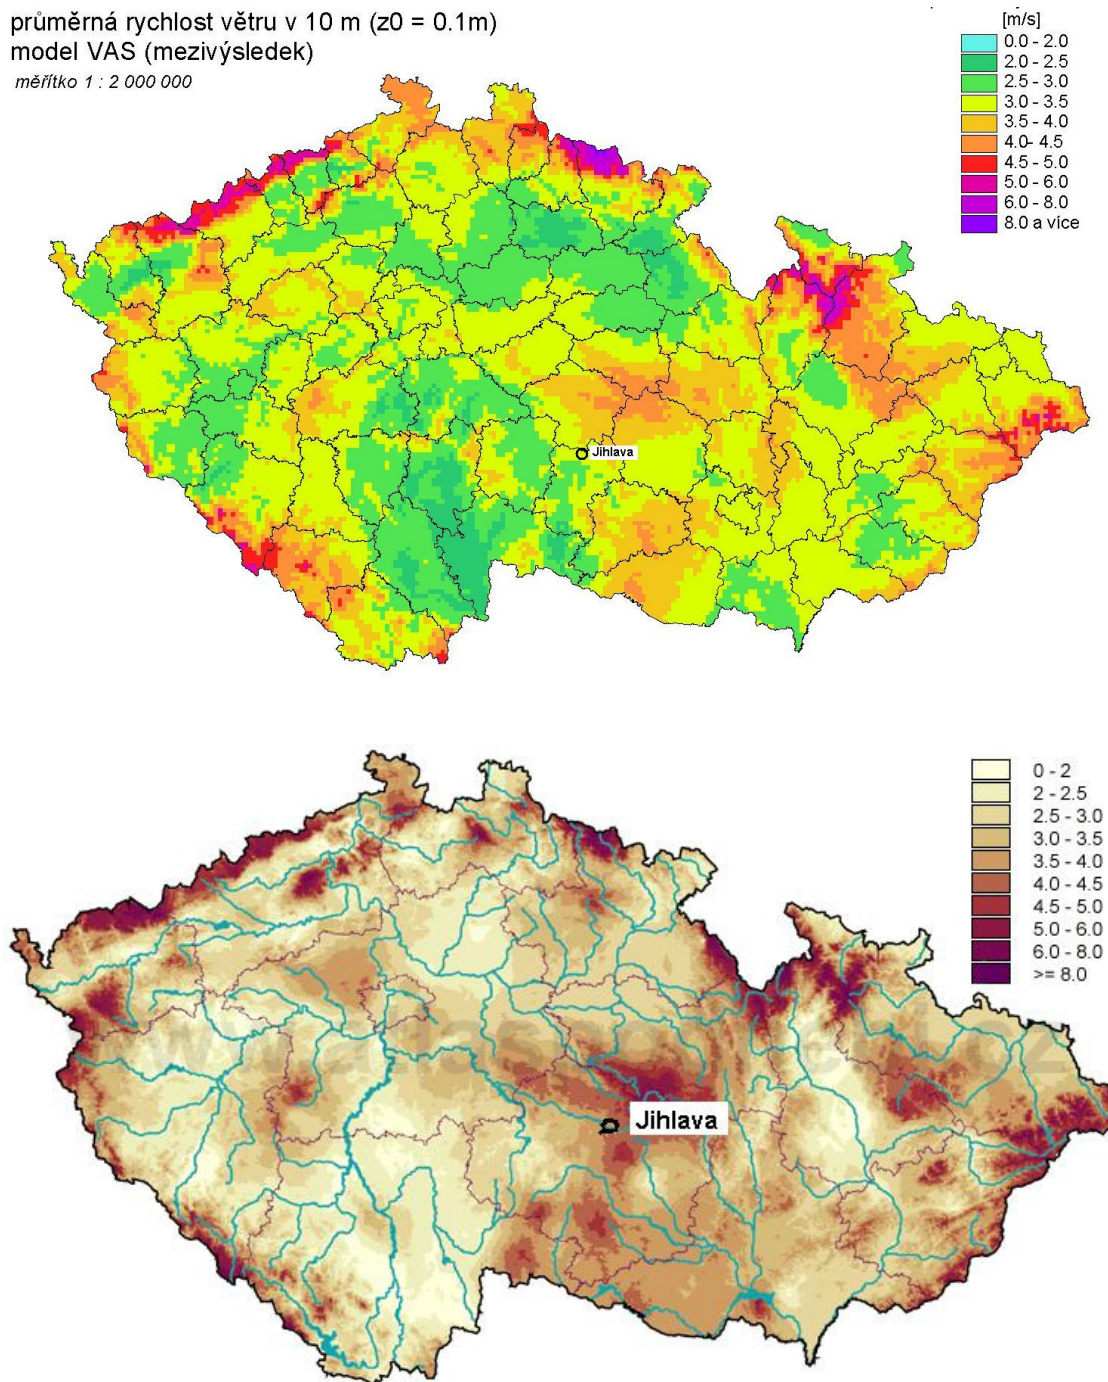 průměrná rychlost větru v 10 m (z0 = 0.1m)
model VAS (mezivýsledek)
měřítko 1 : 2 000 000
[m/s]
0.0 - 2.0
2.0 - 2.5
2.5 - 3.0
3.0 - 3.5
3.5 - 4.0
4.0- 4.5
4.5 - 5.0
5.0 - 6.0
6.0 - 8.0
8.0 a více
Jihlava
0 - 2
2 - 2.5
2.5 - 3.0
3.0 - 3.5
3.5 - 4.0
4.0 - 4.5
4.5 - 5.0
5.0 - 6.0
6.0 - 8.0
>= 8.0
Jihlava